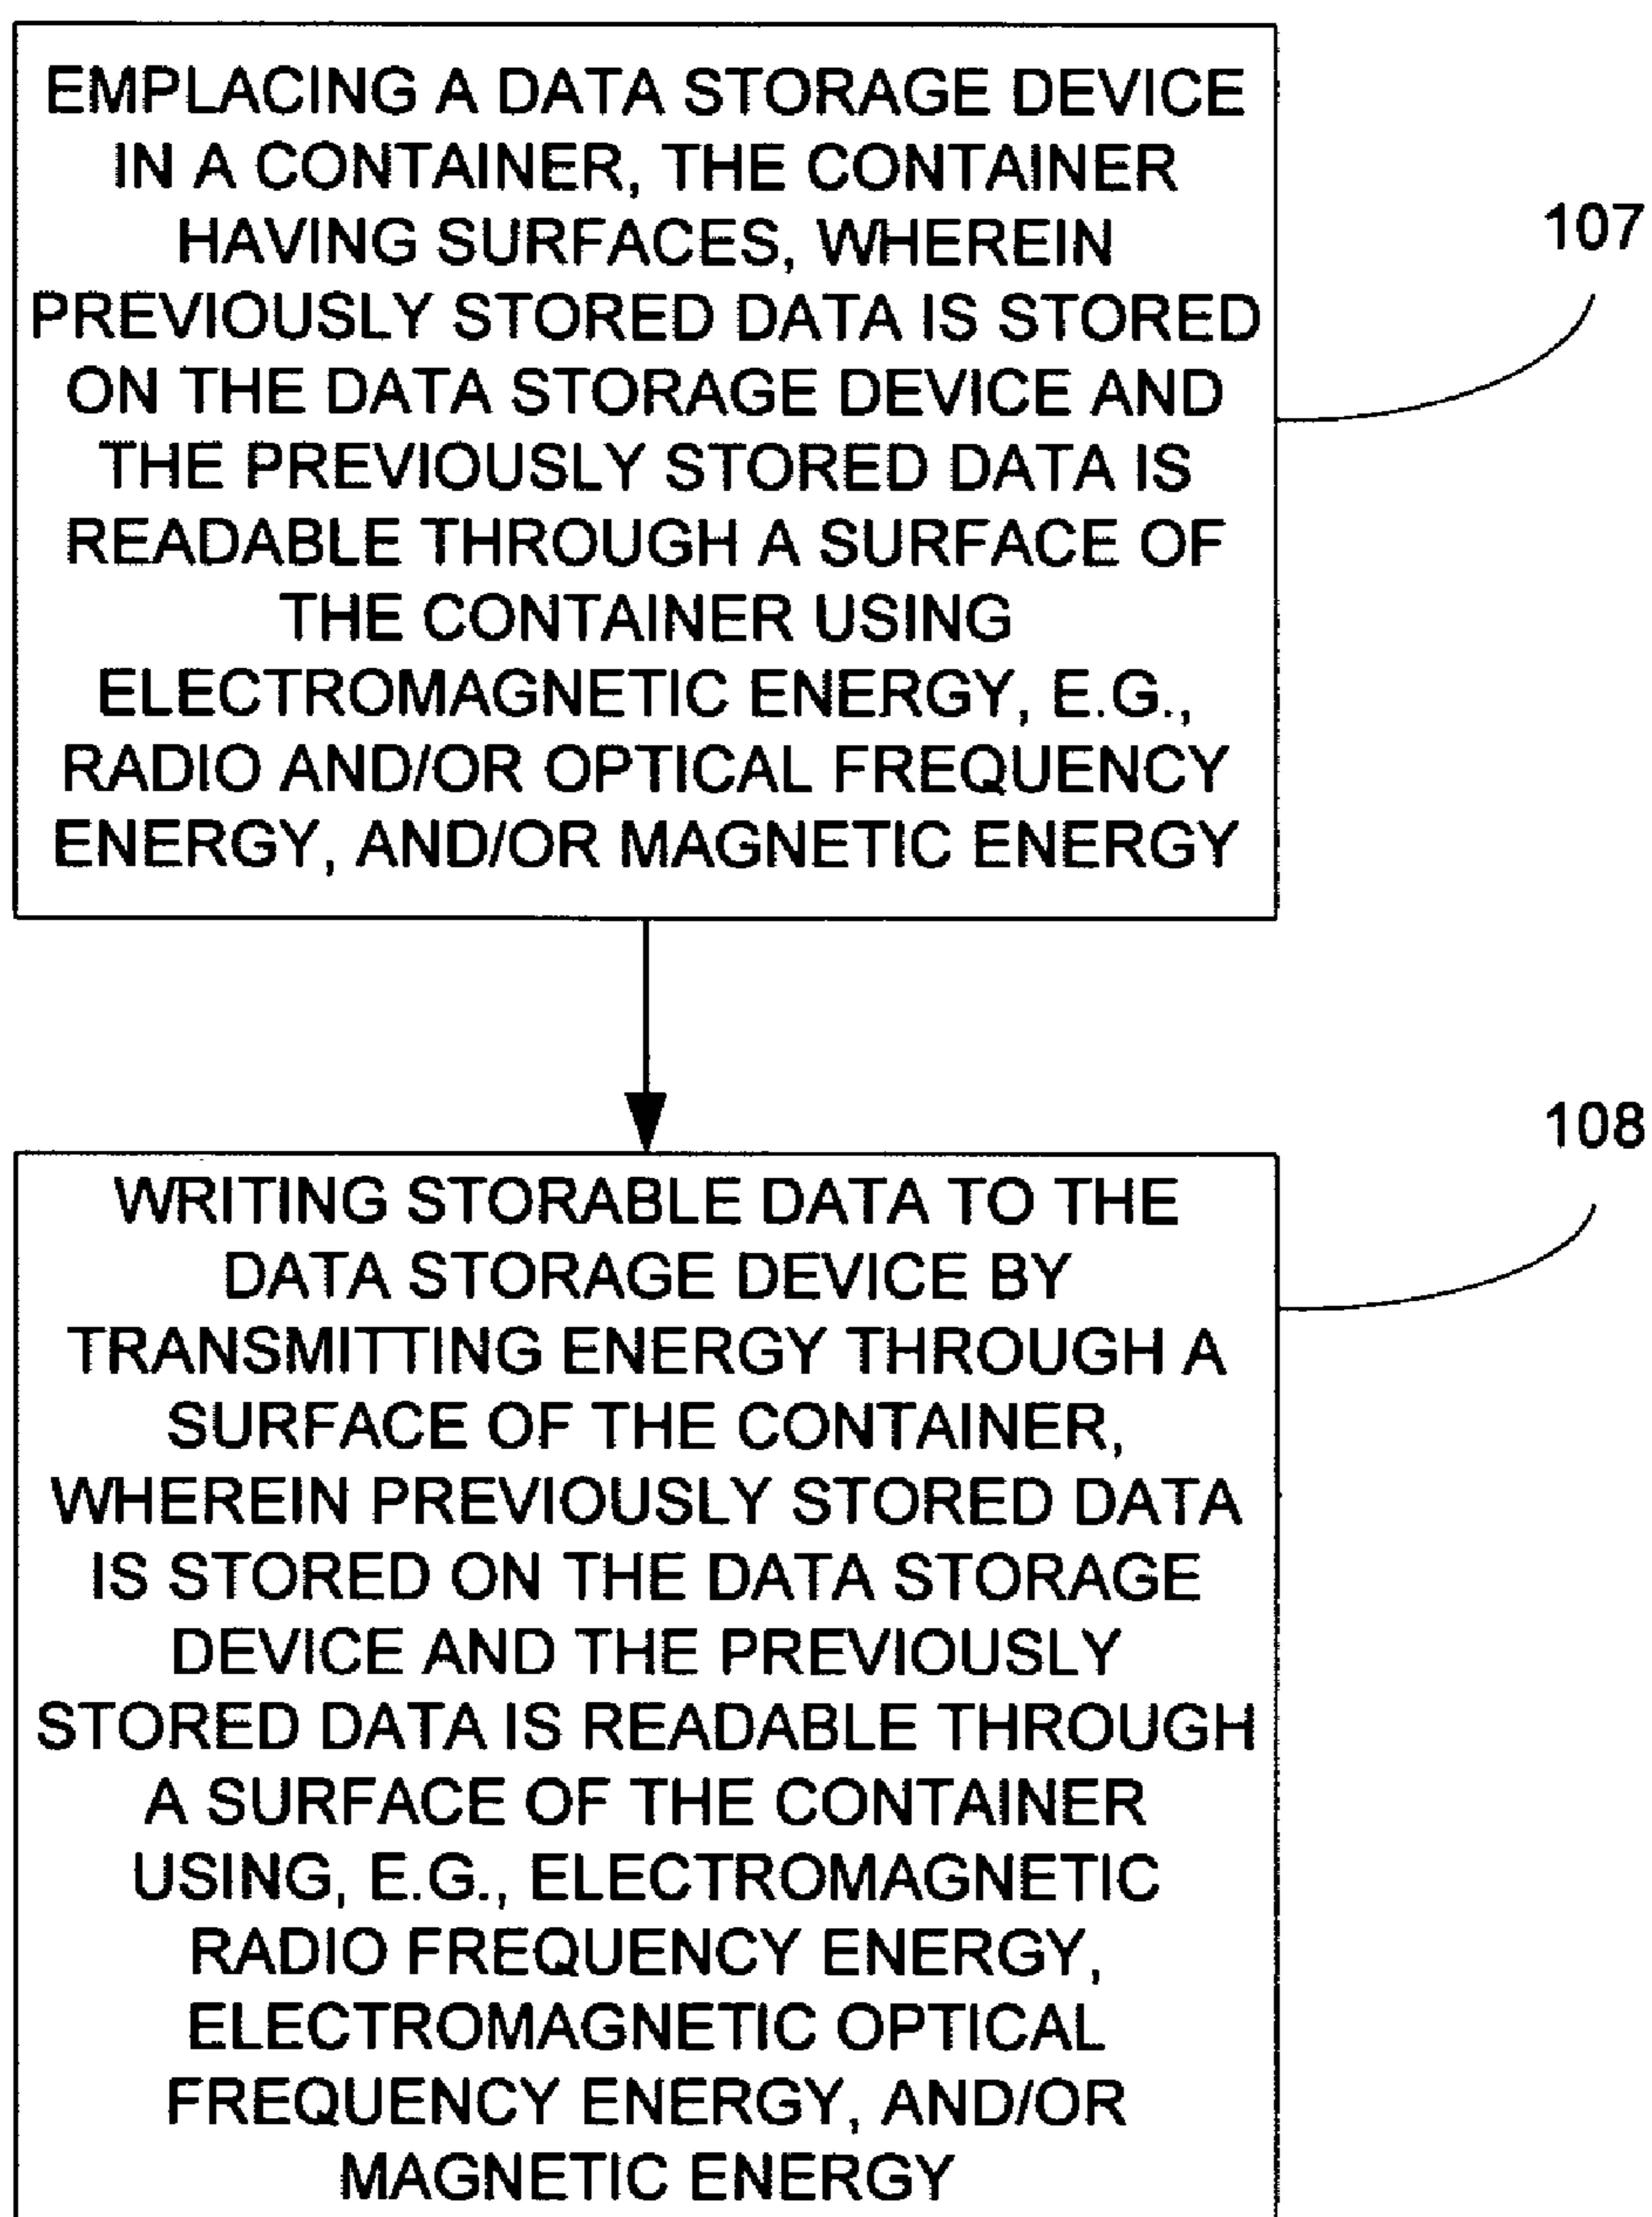 EMPLACING A DATA STORAGE DEVICE
IN A CONTAINER, THE CONTAINER
HAVING SURFACES, WHEREIN
PREVIOUSLY STORED DATA IS STORED
ON THE DATA STORAGE DEVICE AND
THE PREVIOUSLY STORED DATA IS
READABLE THROUGH A SURFACE OF
THE CONTAINER USING
ELECTROMAGNETIC ENERGY, E.G.,
RADIO AND/OR OPTICAL FREQUENCY
ENERGY, AND/OR MAGNETIC ENERGY
107
108
WRITING STORABLE DATA TO THE
DATA STORAGE DEVICE BY
TRANSMITTING ENERGY THROUGH A
SURFACE OF THE CONTAINER,
WHEREIN PREVIOUSLY STORED DATA
IS STORED ON THE DATA STORAGE
DEVICE AND THE PREVIOUSLY
STORED DATA IS READABLE THROUGH
A SURFACE OF THE CONTAINER
USING, E.G., ELECTROMAGNETIC
RADIO FREQUENCY ENERGY,
ELECTROMAGNETIC OPTICAL
FREQUENCY ENERGY, AND/OR
MAGNETIC ENERGY